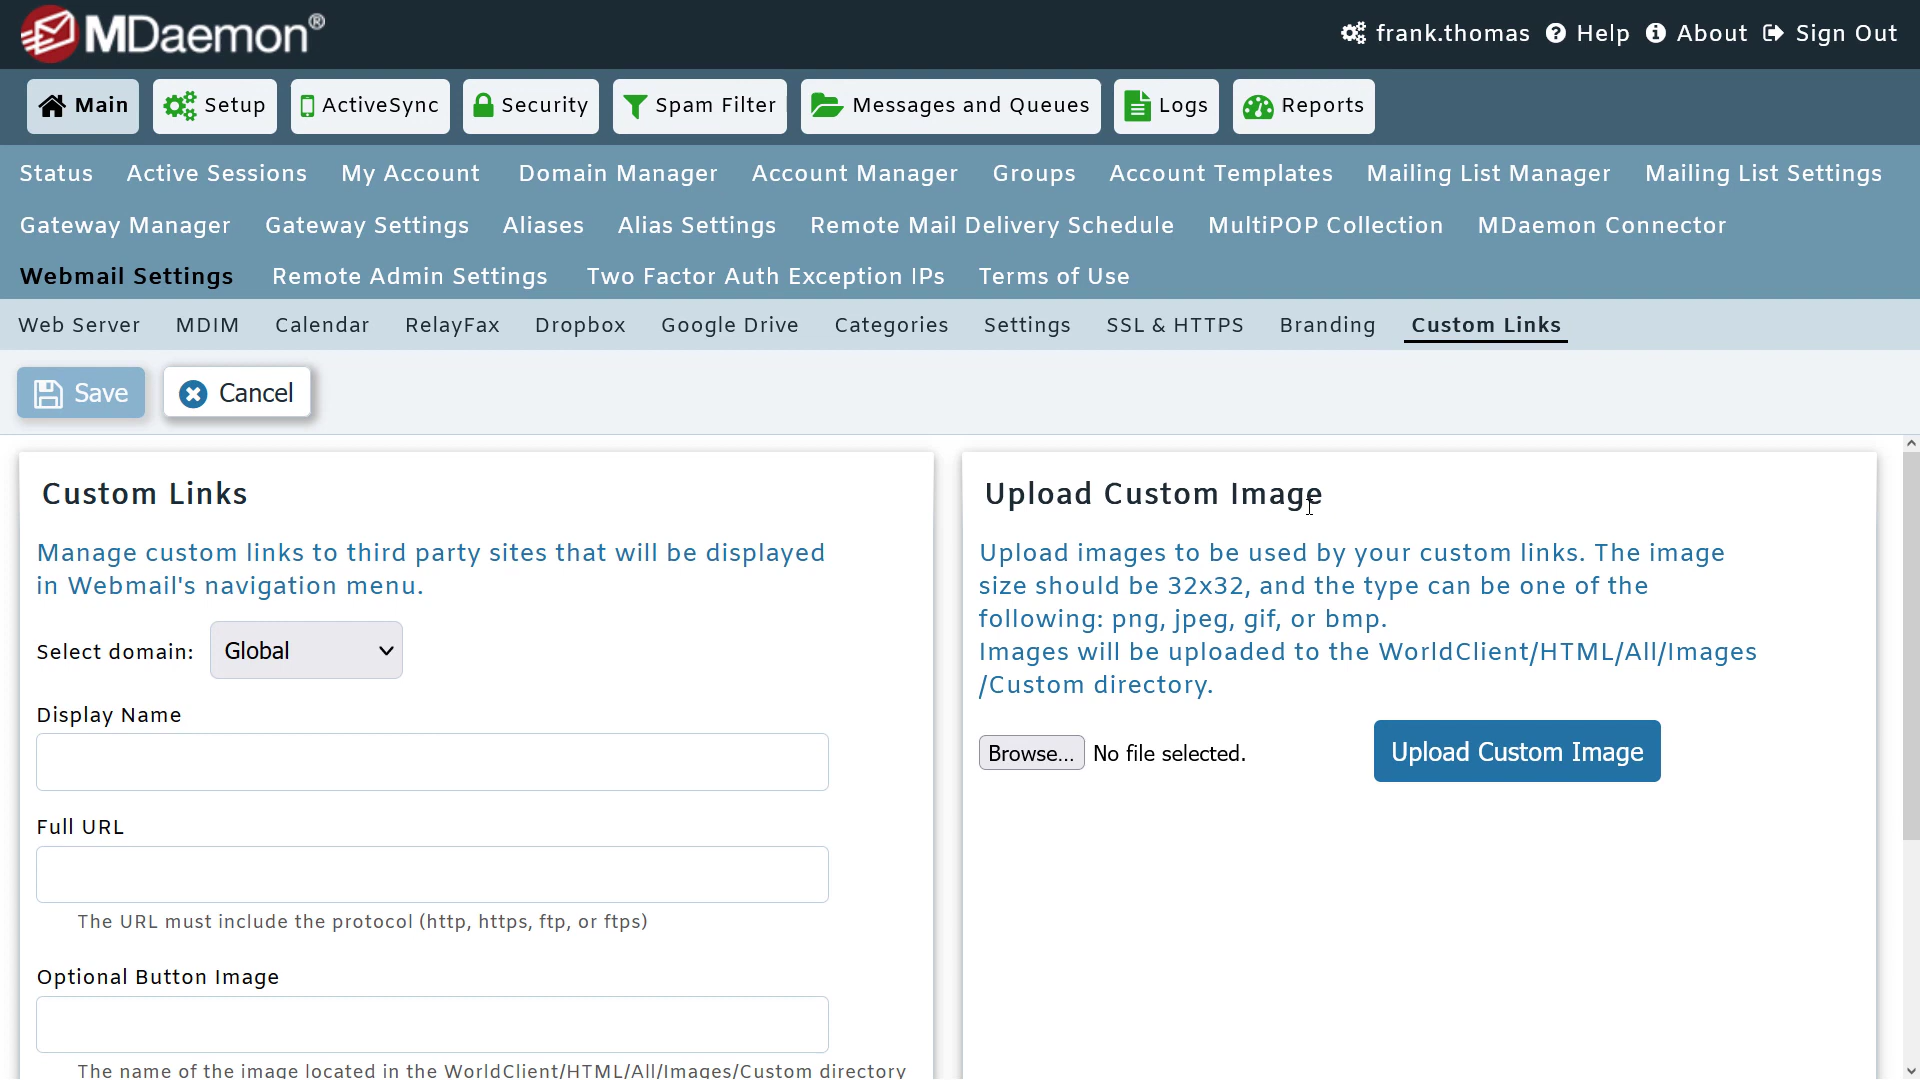 MDaemon®
frank.thomas Help About Sign Out
Main Setup ActiveSync Security Spam Filter Messages and Queues Logs Reports
Status Active Sessions My Account Domain Manager Account Manager Groups Account Templates Mailing List Manager Mailing List Settings
Gateway Manager Gateway Settings Aliases Alias Settings Remote Mail Delivery Schedule MultiPOP Collection MDaemon Connector
Webmail Settings Remote Admin Settings Two Factor Auth Exception IPs Terms of Use
Web Server MDIM Calendar RelayFax Dropbox Google Drive Categories Settings SSL & HTTPS Branding Custom Links
Save Cancel
Custom Links
Manage custom links to third party sites that will be displayed
in Webmail's navigation menu.
Select domain: Global
Display Name
Full URL
The URL must include the protocol (http, https, ftp, or ftps)
Optional Button Image
The name of the image located in the WorldClient/HTML/All/Images/Custom directory
Upload Custom Image
Upload images to be used by your custom links. The image
size should be 32x32, and the type can be one of the
following: png, jpeg, gif, or bmp.
Images will be uploaded to the WorldClient/HTML/All/Images
/Custom directory.
Browse... No file selected. Upload Custom Image